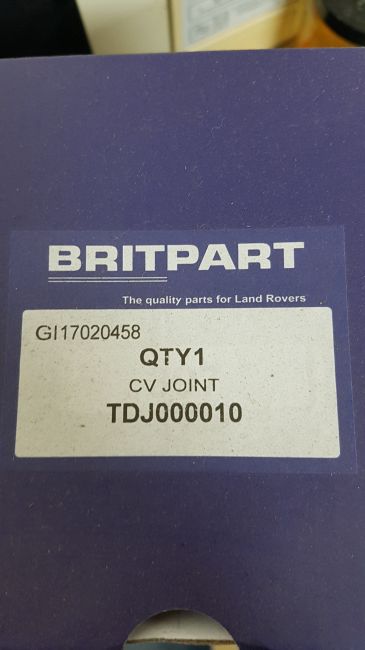 BRITPART
The quality parts for Land Rovers
GI17020458
QTY1
CV JOINT
TDJ000010